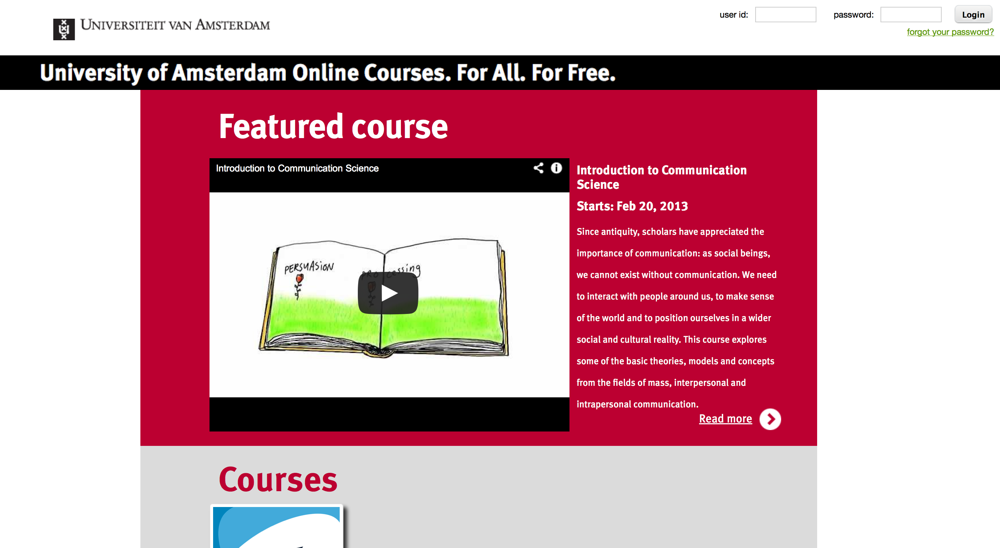 UNIVERSITEIT VAN AMSTERDAM
user id:
password:
Login
forgot your password?
University of Amsterdam Online Courses. For All. For Free.
Featured course
Introduction to Communication Science
PERSUASION
PROcessing
Introduction to Communication
Science
Starts: Feb 20, 2013
Since antiquity, scholars have appreciated the
importance of communication: as social beings,
we cannot exist without communication. We need
to interact with people around us, to make sense
of the world and to position ourselves in a wider
social and cultural reality. This course explores
some of the basic theories, models and concepts
from the fields of mass, interpersonal and
intrapersonal communication.
Read more
Courses